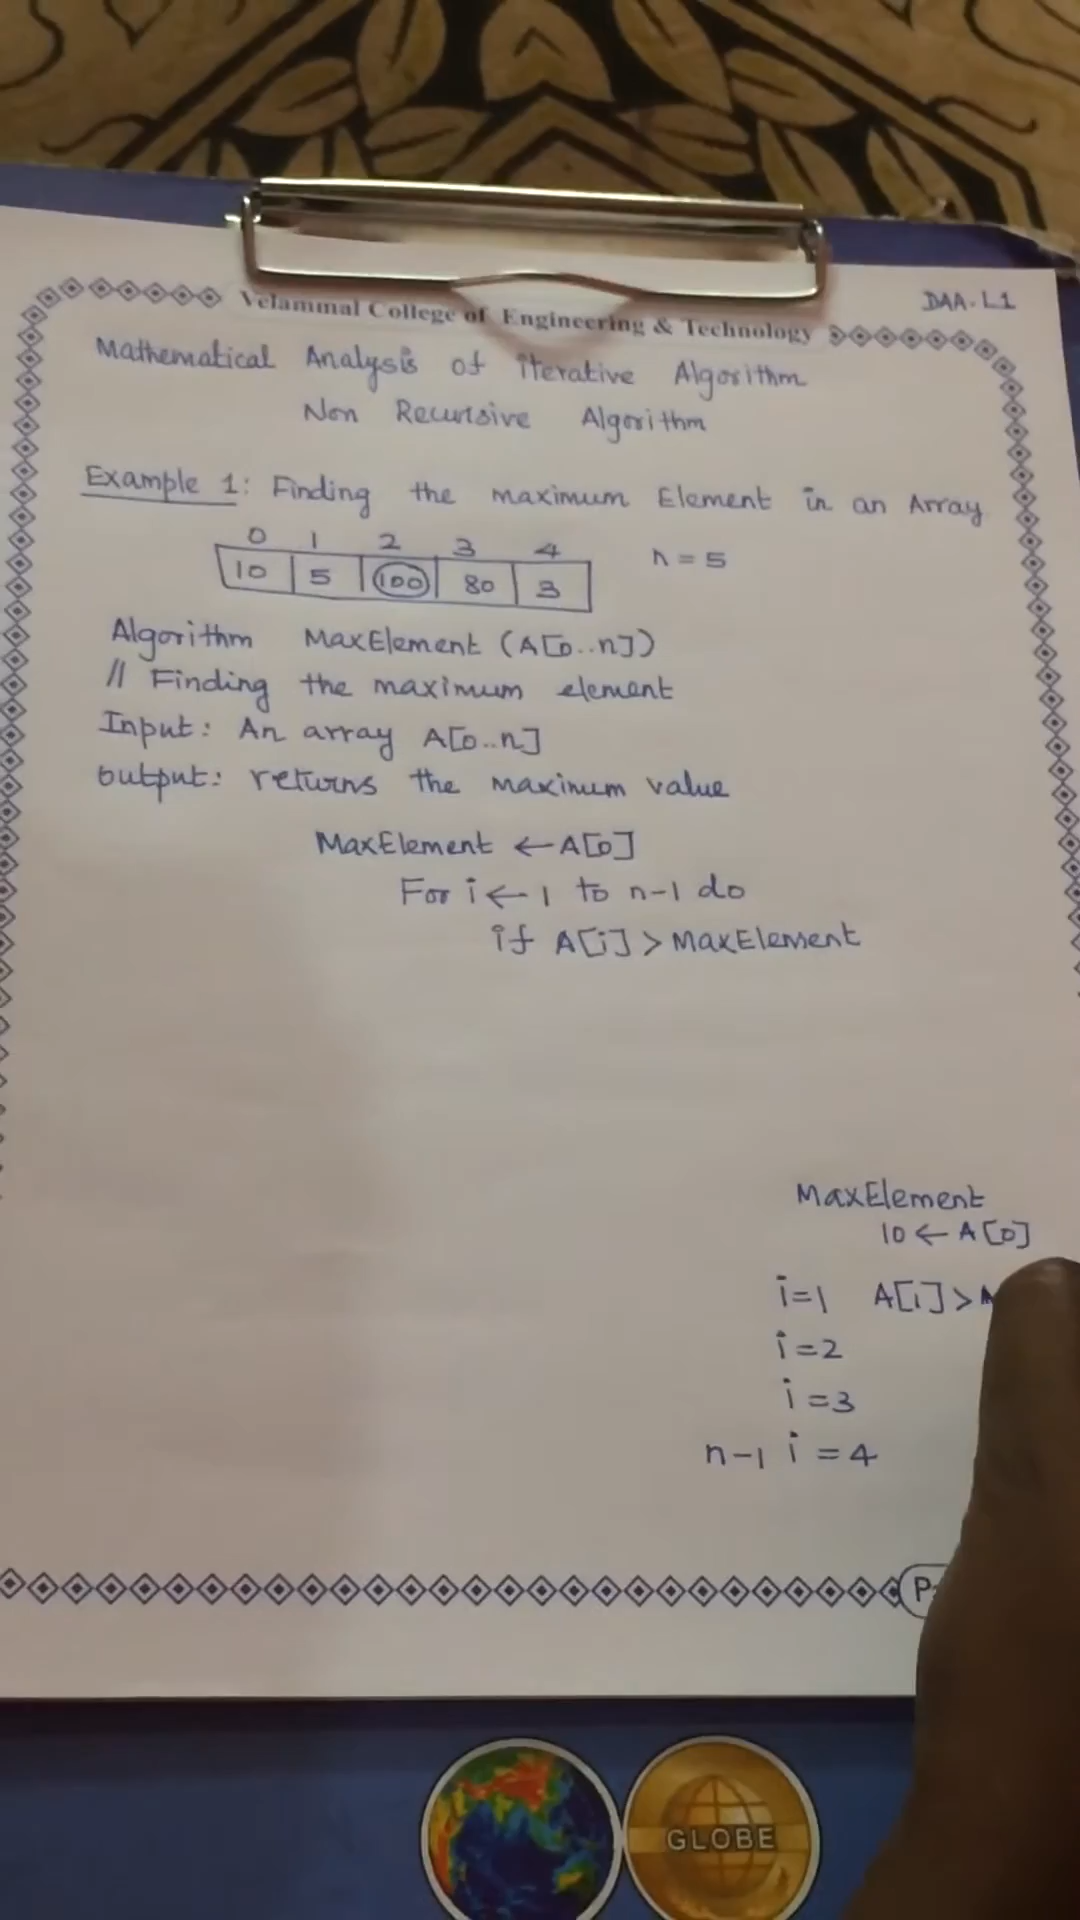 DAA-L1
Velammal College of Engineering & Technology
Mathematical Analysis of iterative Algorithm
Non Recursive Algorithm
Example 1: Finding the maximum Element in an Array
0 1 2 3 4
10 5 100 80 3 n = 5
Algorithm MaxElement (A[0..n])
// Finding the maximum element
Input: An array A[0..n]
output: returns the maximum value
MaxElement ← A[0]
For i ← 1 to n-1 do
if A[i] > MaxElement
MaxElement
10 ← A[0]
i=1 A[i] >
i=2
i=3
n-1 i=4
GLOBE